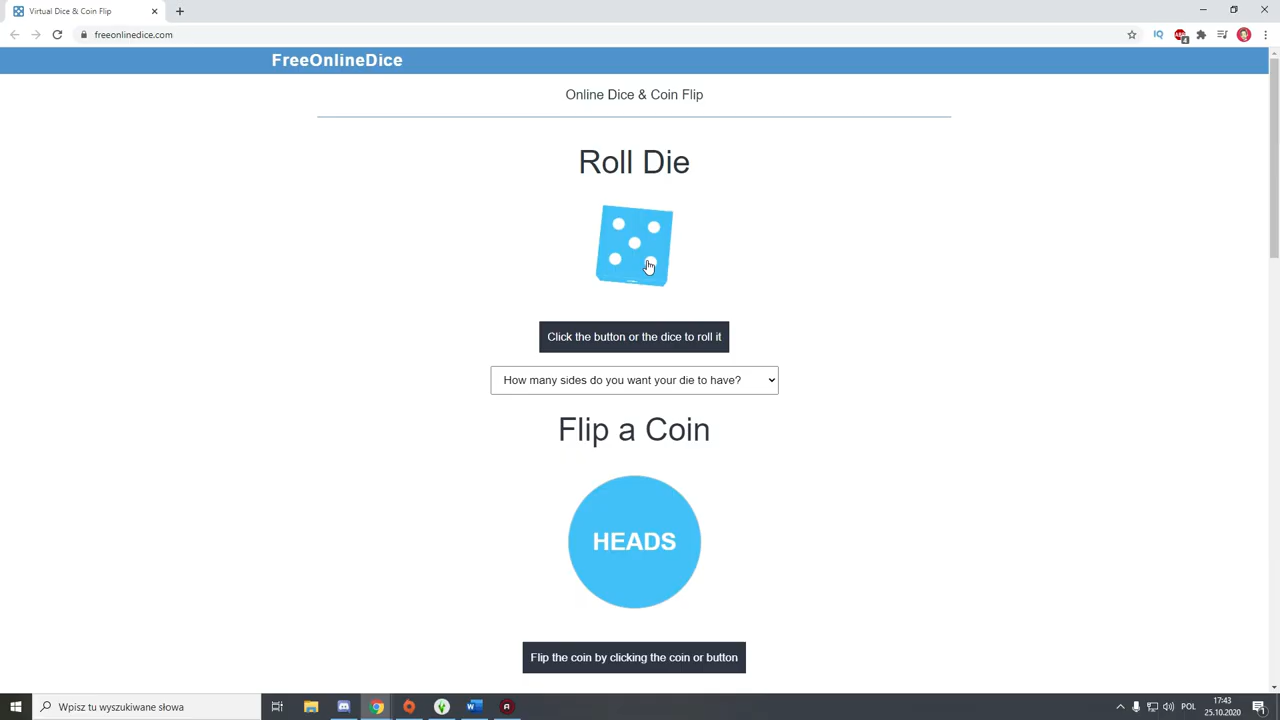 Virtual Dice & Coin Flip
freeonlinedice.com
IQ
FreeOnlineDice
Online Dice & Coin Flip
Roll Die
Click the button or the dice to roll it
How many sides do you want your die to have?
Flip a Coin
HEADS
Flip the coin by clicking the coin or button
Wpisz tu wyszukiwane słowa
POL
17:43
25.10.2020